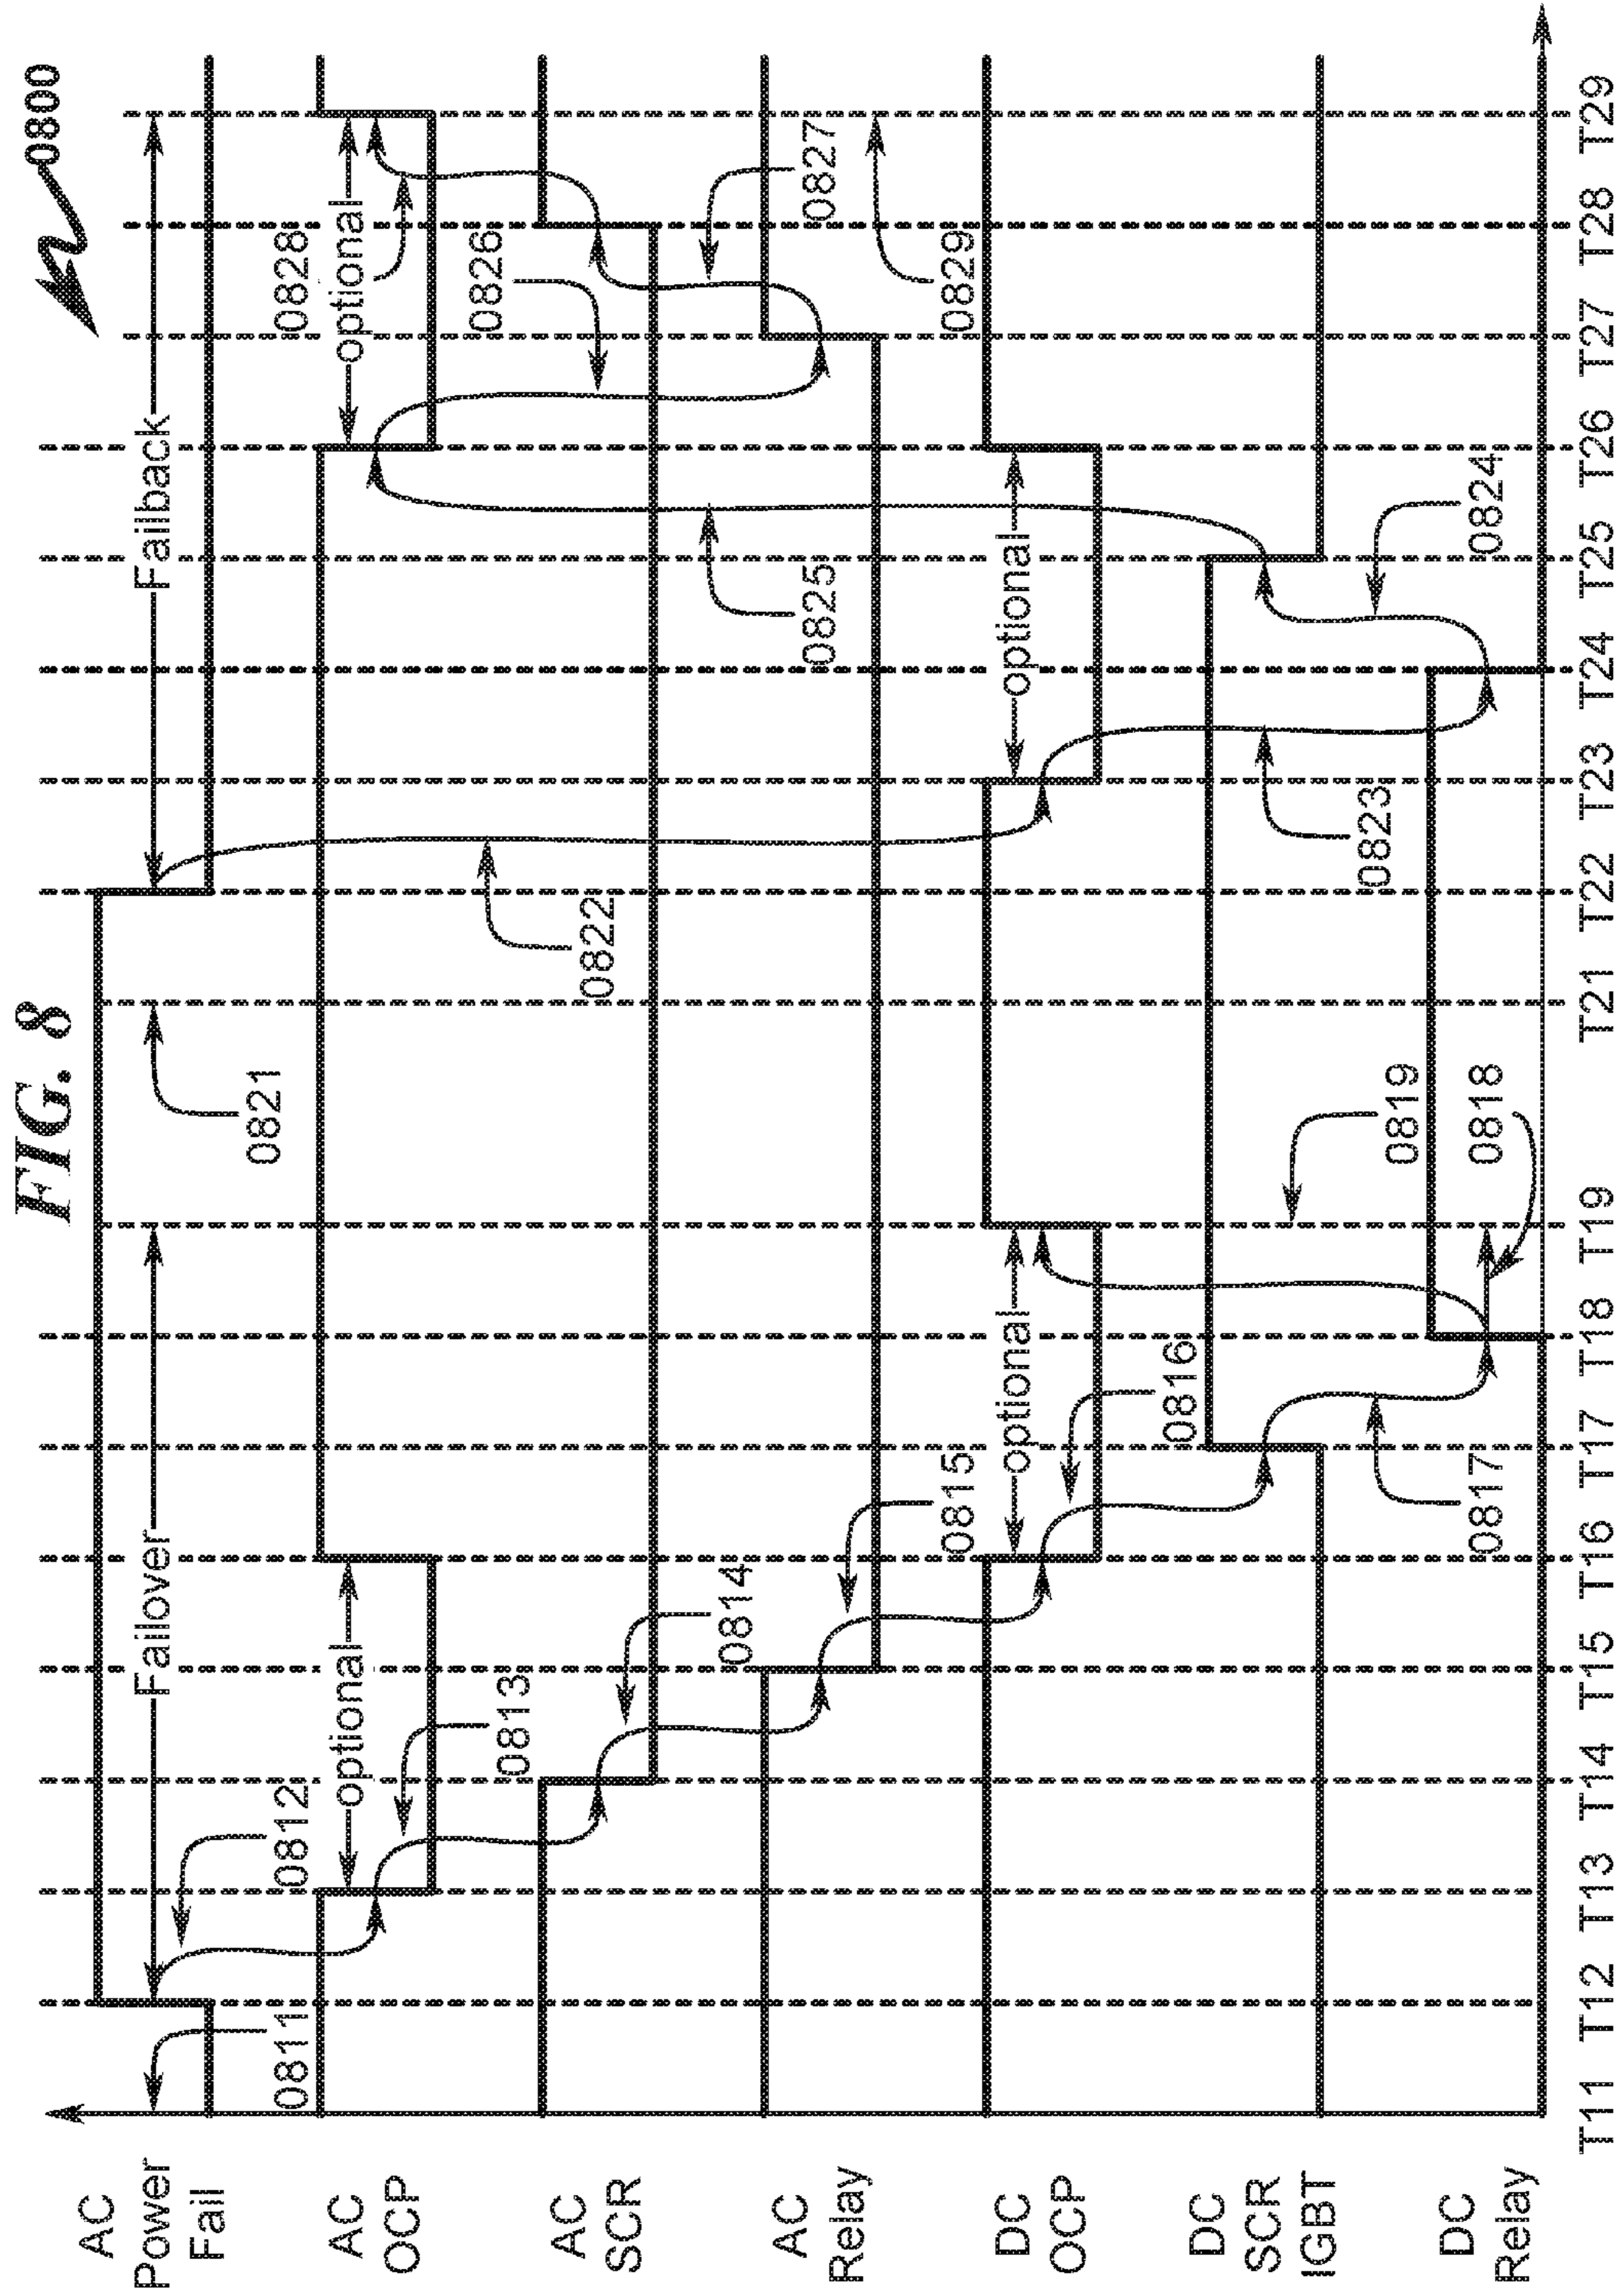 FIG. 8
0800
AC
Power
Fail
AC
OCP
AC
SCR
AC
Relay
DC
OCP
DC
SCR
IGBT
DC
Relay
Failover
Failback
0811
0812
0821
optional
optional
0828
0813
0822
0826
0814
0825
0827
0815
optional
optional
0829
0816
0819
0823
0817
0818
0824
T11 T12 T13 T14 T15 T16 T17 T18 T19 T21 T22 T23 T24 T25 T26 T27 T28 T29